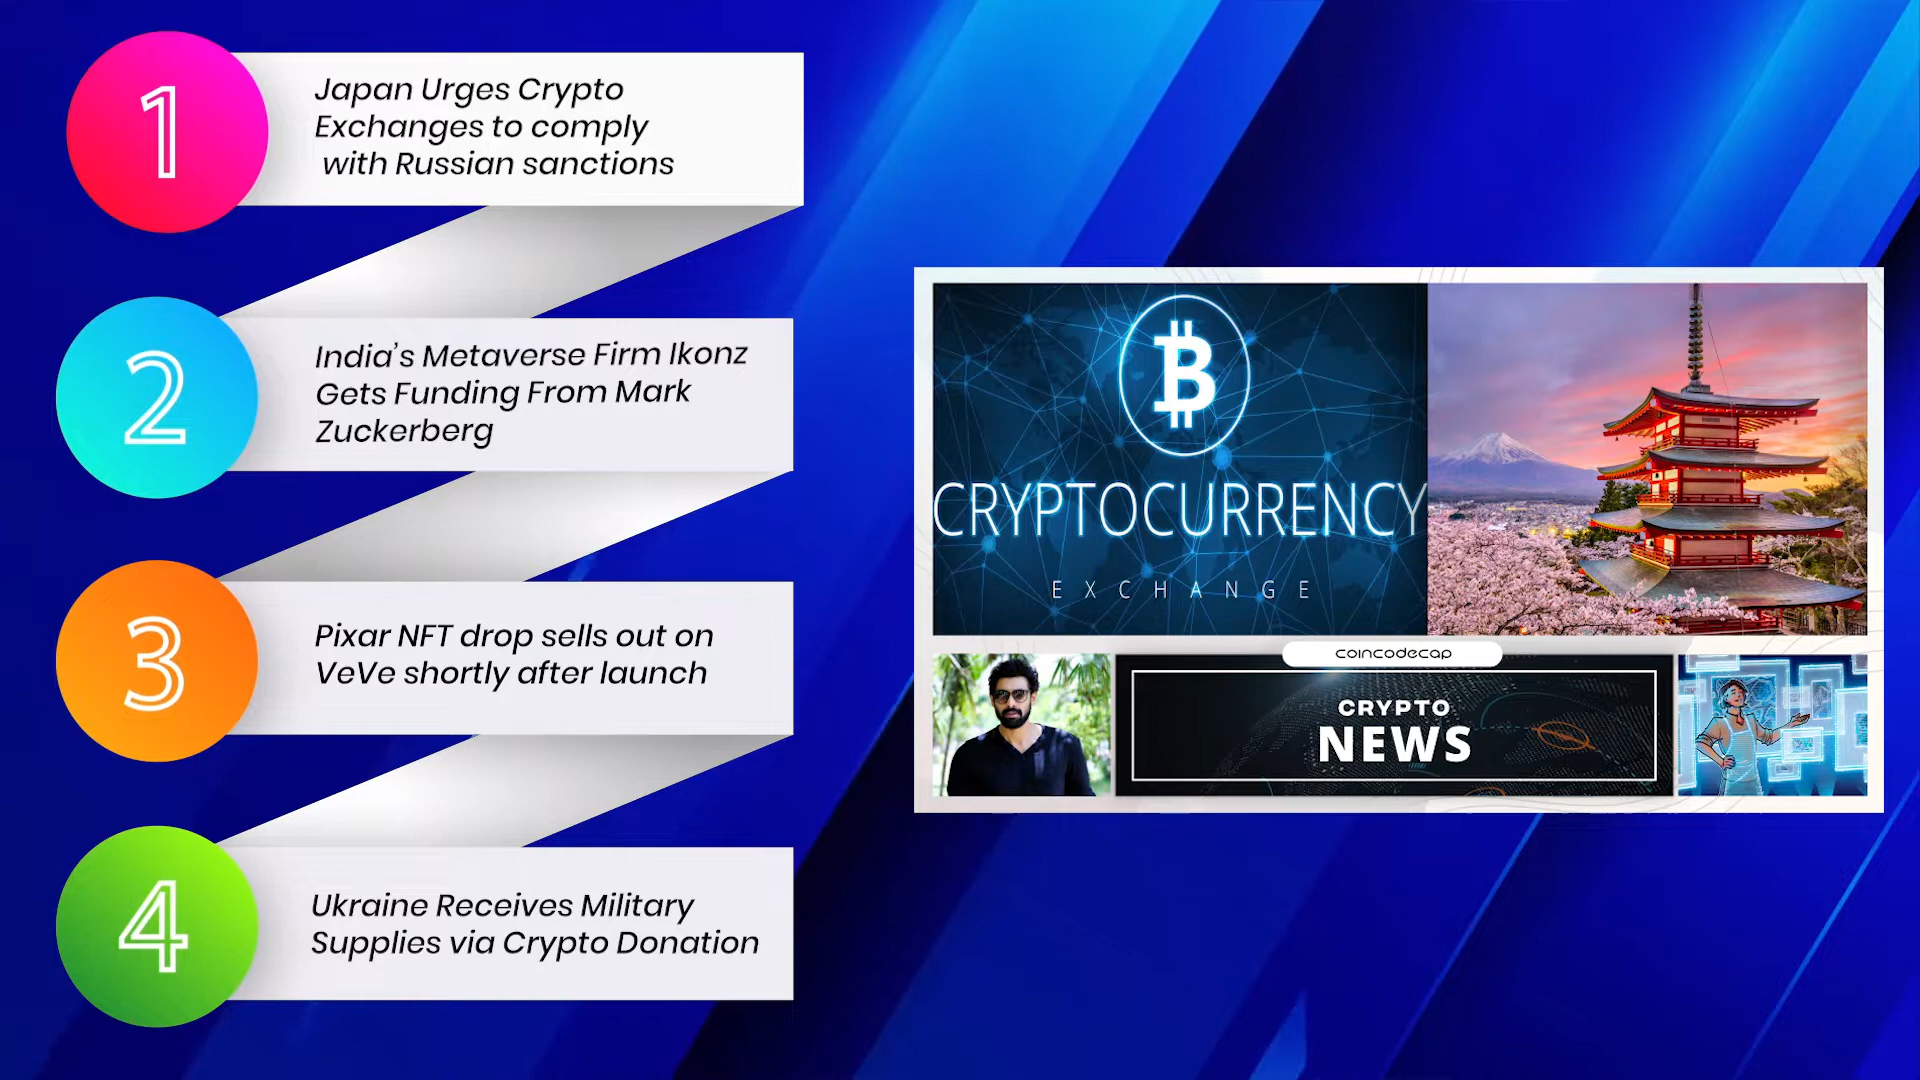 1
Japan Urges Crypto
Exchanges to comply
with Russian sanctions
2
India's Metaverse Firm Ikonz
Gets Funding From Mark
Zuckerberg
3
Pixar NFT drop sells out on
VeVe shortly after launch
4
Ukraine Receives Military
Supplies via Crypto Donation
CRYPTOCURRENCY
EXCHANGE
coincodecap
CRYPTO
NEWS